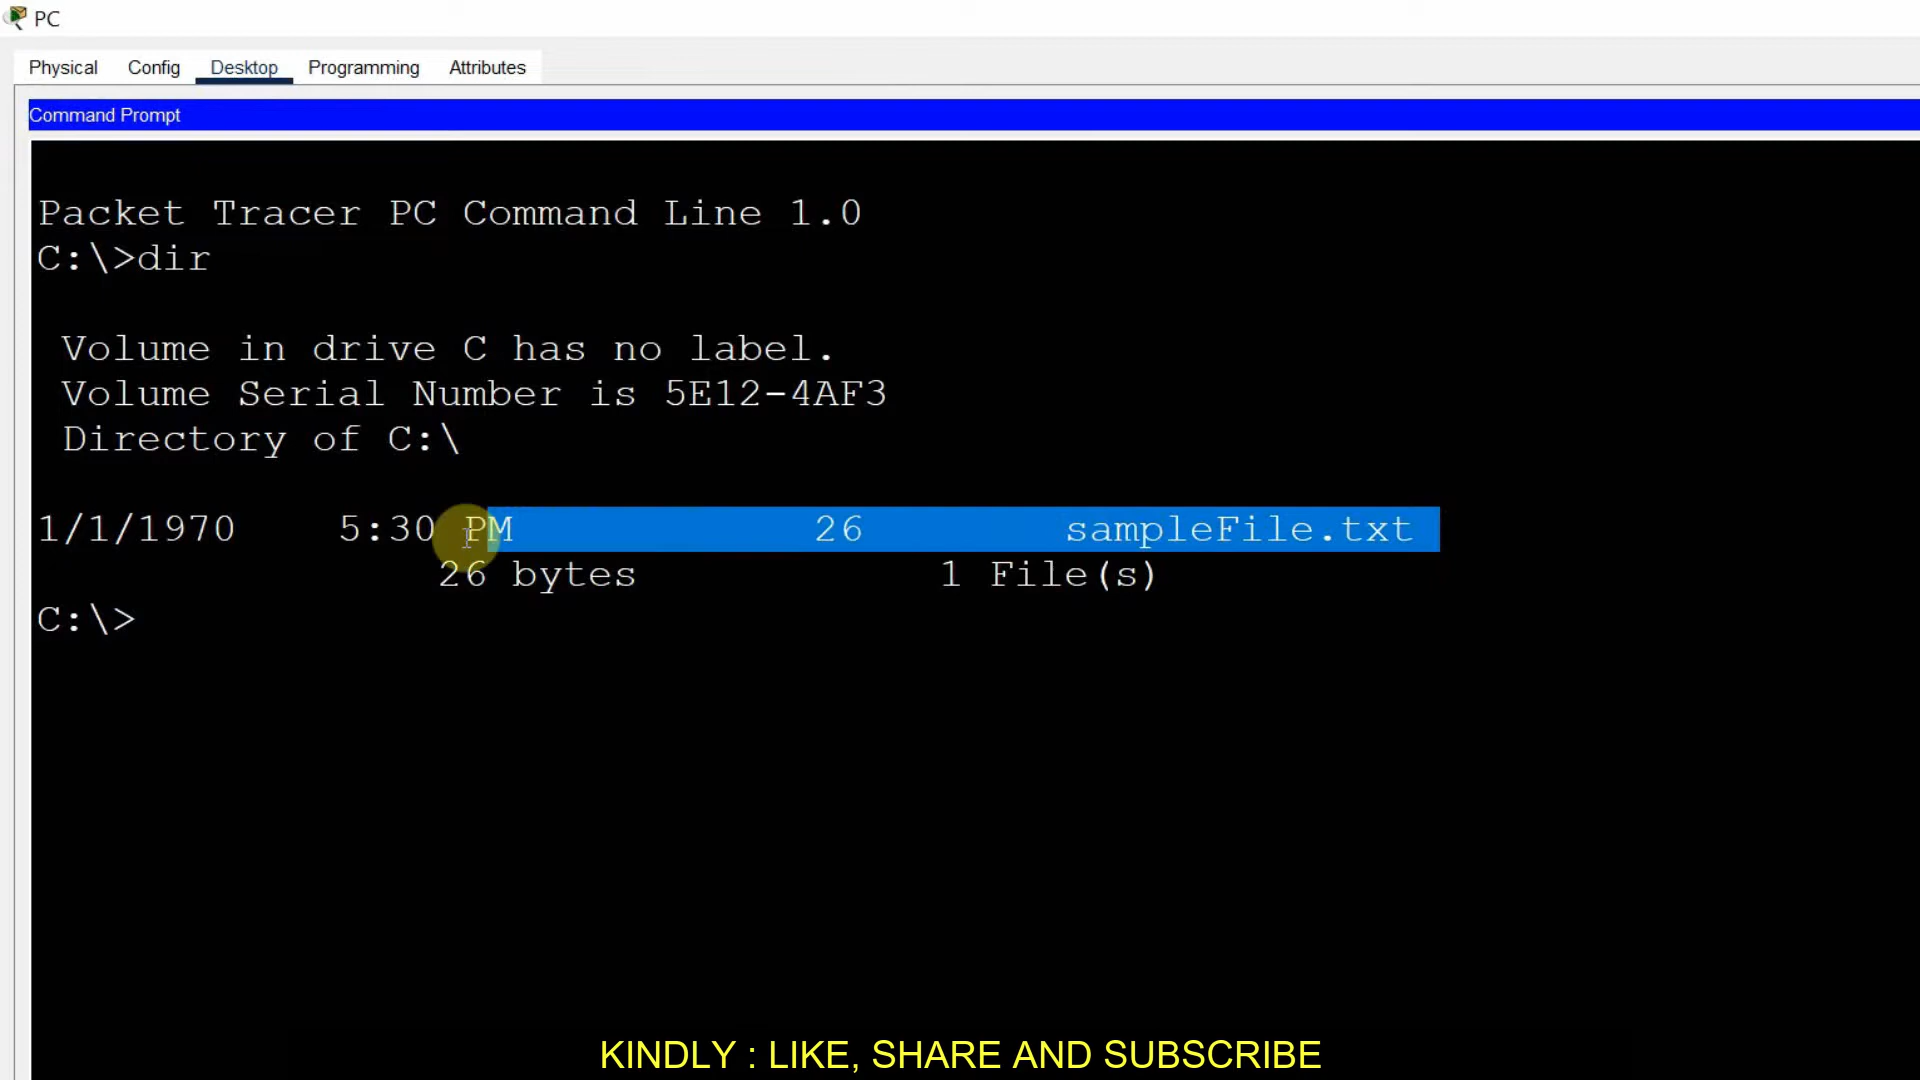 PC
Physical Config Desktop Programming Attributes
Command Prompt
Packet Tracer PC Command Line 1.0
C:\>dir
Volume in drive C has no label.
Volume Serial Number is 5E12-4AF3
Directory of C:\
1/1/1970 5:30 PM 26 sampleFile.txt
26 bytes 1 File(s)
C:\>
KINDLY : LIKE, SHARE AND SUBSCRIBE